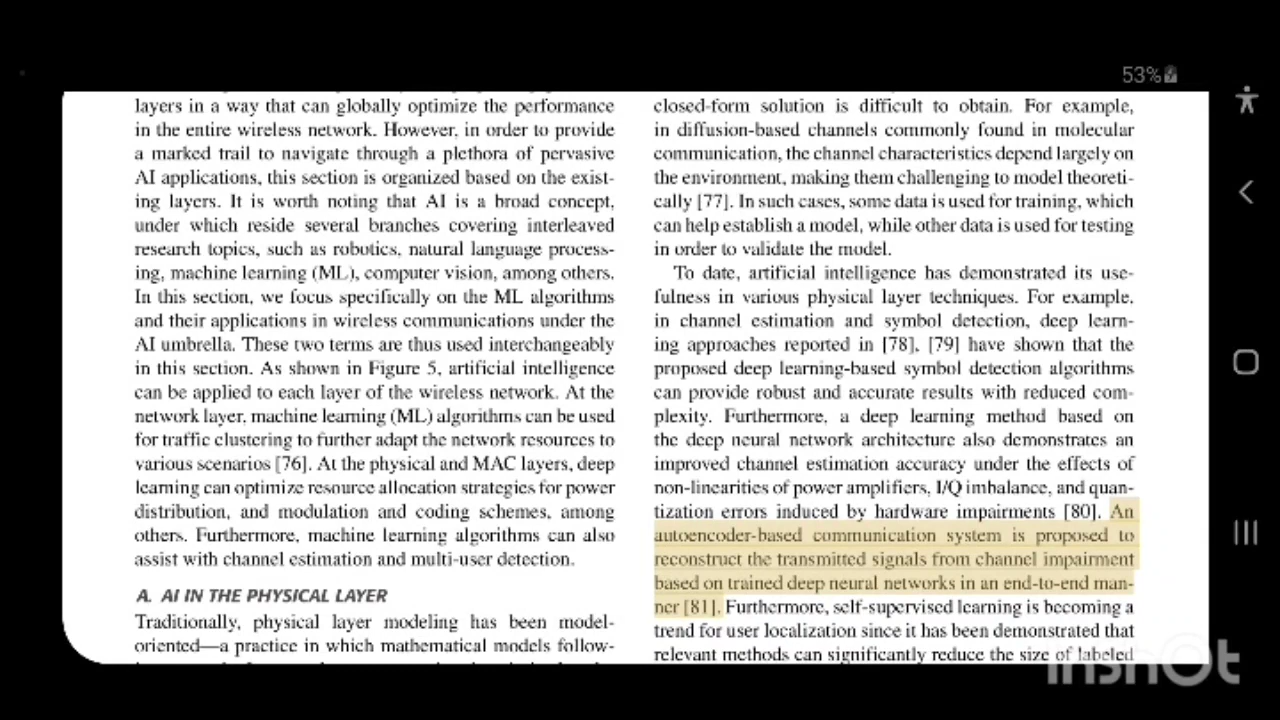 53%
layers in a way that can globally optimize the performance
in the entire wireless network. However, in order to provide
a marked trail to navigate through a plethora of pervasive
AI applications, this section is organized based on the exist-
ing layers. It is worth noting that AI is a broad concept,
under which reside several branches covering interleaved
research topics, such as robotics, natural language process-
ing, machine learning (ML), computer vision, among others.
In this section, we focus specifically on the ML algorithms
and their applications in wireless communications under the
AI umbrella. These two terms are thus used interchangeably
in this section. As shown in Figure 5, artificial intelligence
can be applied to each layer of the wireless network. At the
network layer, machine learning (ML) algorithms can be used
for traffic clustering to further adapt the network resources to
various scenarios [76]. At the physical and MAC layers, deep
learning can optimize resource allocation strategies for power
distribution, and modulation and coding schemes, among
others. Furthermore, machine learning algorithms can also
assist with channel estimation and multi-user detection.
A. AI IN THE PHYSICAL LAYER
Traditionally, physical layer modeling has been model-
oriented—a practice in which mathematical models follow-
closed-form solution is difficult to obtain. For example,
in diffusion-based channels commonly found in molecular
communication, the channel characteristics depend largely on
the environment, making them challenging to model theoreti-
cally [77]. In such cases, some data is used for training, which
can help establish a model, while other data is used for testing
in order to validate the model.
To date, artificial intelligence has demonstrated its use-
fulness in various physical layer techniques. For example,
in channel estimation and symbol detection, deep learn-
ing approaches reported in [78], [79] have shown that the
proposed deep learning-based symbol detection algorithms
can provide robust and accurate results with reduced com-
plexity. Furthermore, a deep learning method based on
the deep neural network architecture also demonstrates an
improved channel estimation accuracy under the effects of
non-linearities of power amplifiers, I/Q imbalance, and quan-
tization errors induced by hardware impairments [80]. An
autoencoder-based communication system is proposed to
reconstruct the transmitted signals from channel impairment
based on trained deep neural networks in an end-to-end man-
ner [81]. Furthermore, self-supervised learning is becoming a
trend for user localization since it has been demonstrated that
relevant methods can significantly reduce the size of labeled
InShOt